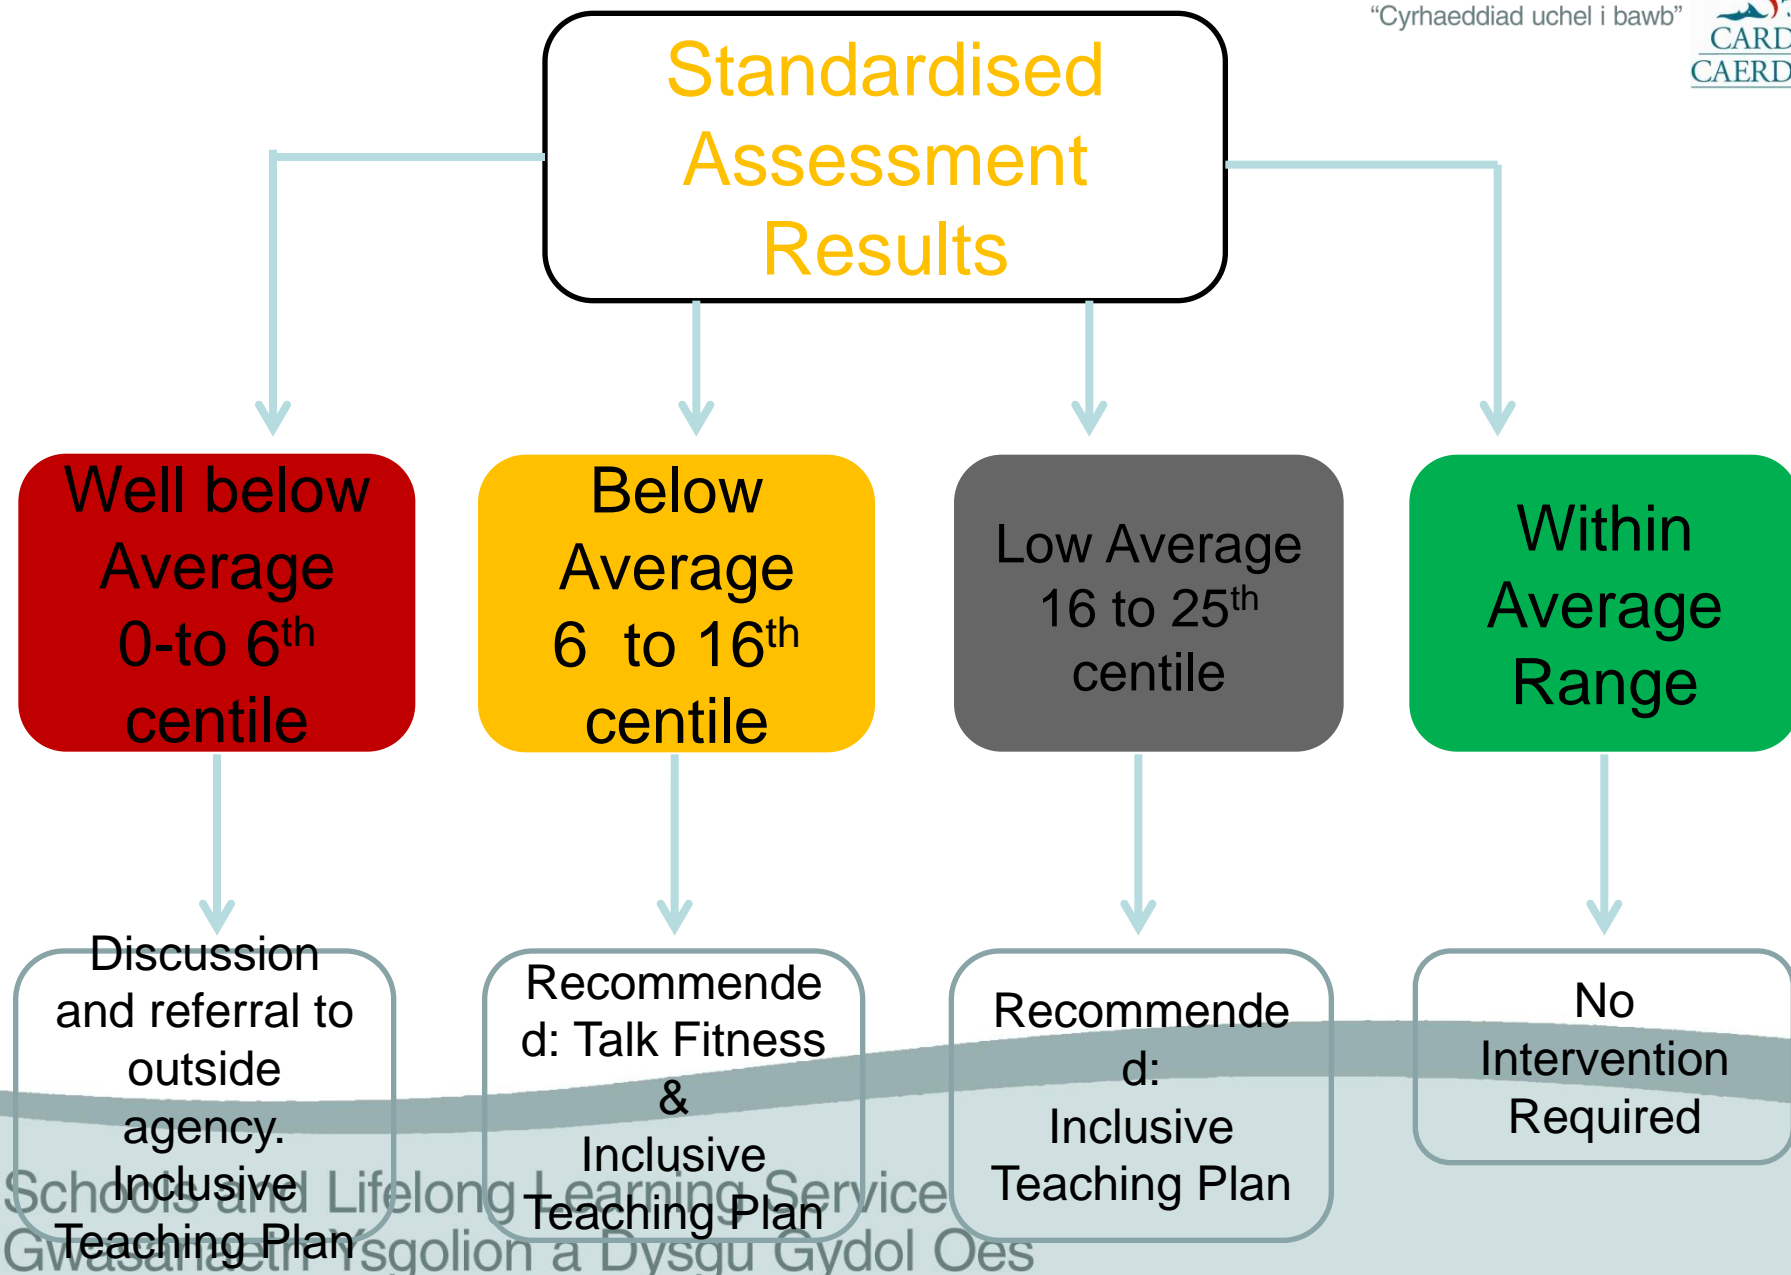 “Cyrhaeddiad uchel i bawb”
Standardised
Assessment
Results
Well below
Average
0-to 6th
centile
Below
Average
6 to 16th
centile
Low Average
16 to 25th
centile
Within
Average
Range
Discussion
and referral to
outside
agency.
Inclusive
Teaching Plan
Recommende
d: Talk Fitness
&
Inclusive
Teaching Plan
Recommende
d:
Inclusive
Teaching Plan
No
Intervention
Required
Schools and Lifelong Learning Service
Gwasanaeth Ysgolion a Dysgu Gydol Oes